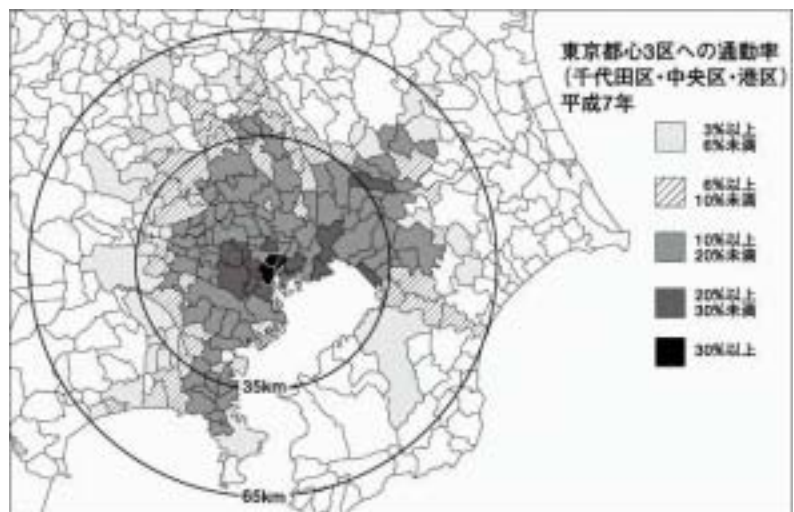 東京都心3区への通勤率
(千代田区・中央区・港区)
平成7年
3%以上
6%未満
6%以上
10%未満
10%以上
20%未満
20%以上
30%未満
30%以上
35km
65km